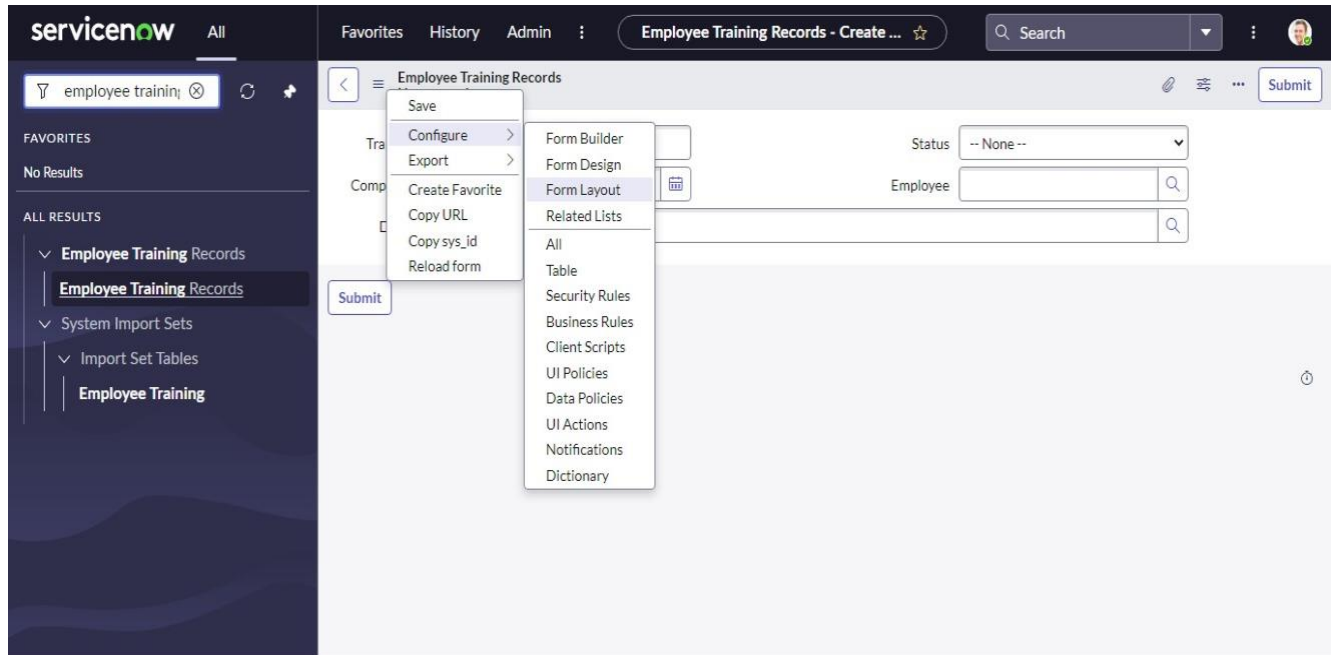 servicenow All Favorites History Admin Employee Training Records - Create ... Search
employee training
FAVORITES
No Results
ALL RESULTS
Employee Training Records
Employee Training Records
System Import Sets
Import Set Tables
Employee Training
Employee Training Records
Submit
Save
Configure
Export
Create Favorite
Copy URL
Copy sys_id
Reload form
Form Builder
Form Design
Form Layout
Related Lists
All
Table
Security Rules
Business Rules
Client Scripts
UI Policies
Data Policies
UI Actions
Notifications
Dictionary
Tra
Comp
Status -- None --
Employee
Submit